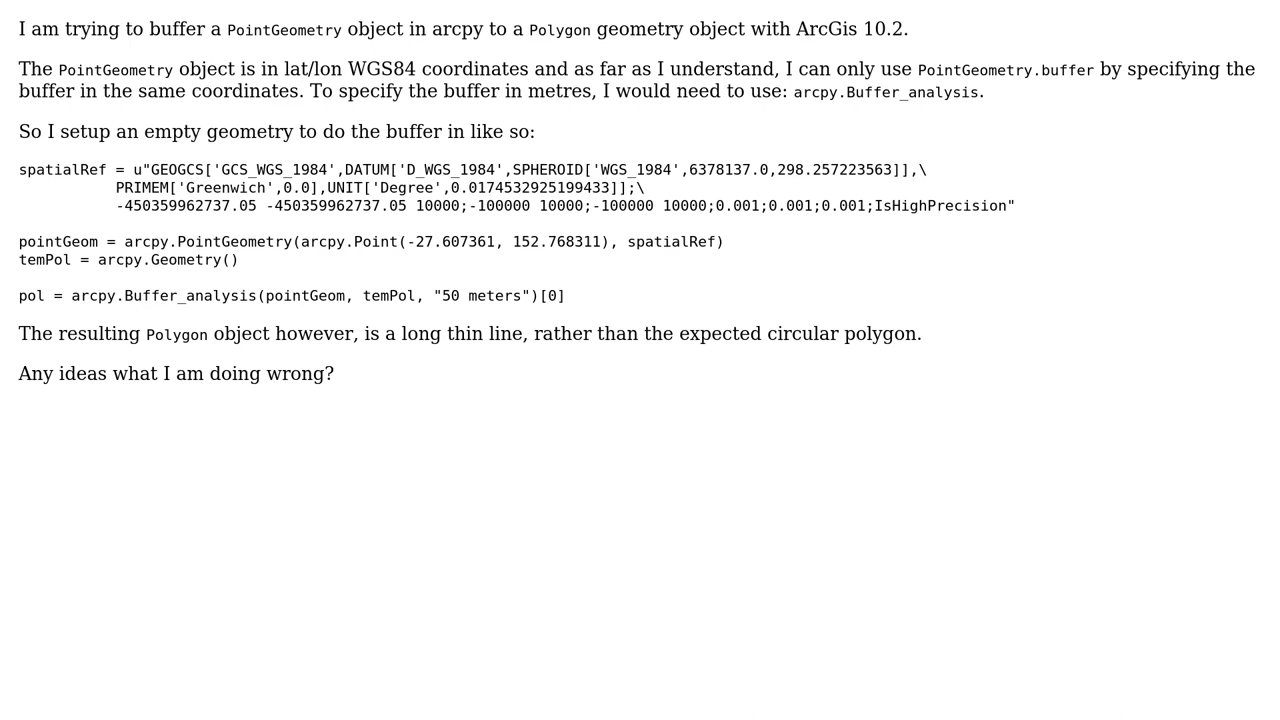 I am trying to buffer a PointGeometry object in arcpy to a Polygon geometry object with ArcGis 10.2.
The PointGeometry object is in lat/lon WGS84 coordinates and as far as I understand, I can only use PointGeometry.buffer by specifying the
buffer in the same coordinates. To specify the buffer in metres, I would need to use: arcpy.Buffer_analysis.
So I setup an empty geometry to do the buffer in like so:
spatialRef = u"GEOGCS['GCS_WGS_1984',DATUM['D_WGS_1984',SPHEROID['WGS_1984',6378137.0,298.257223563]],\
PRIMEM['Greenwich',0.0],UNIT['Degree',0.0174532925199433]];\
-450359962737.05 -450359962737.05 10000;-100000 10000;-100000 10000;0.001;0.001;0.001;IsHighPrecision"
pointGeom = arcpy.PointGeometry(arcpy.Point(-27.607361, 152.768311), spatialRef)
temPol = arcpy.Geometry()
pol = arcpy.Buffer_analysis(pointGeom, temPol, "50 meters")[0]
The resulting Polygon object however, is a long thin line, rather than the expected circular polygon.
Any ideas what I am doing wrong?